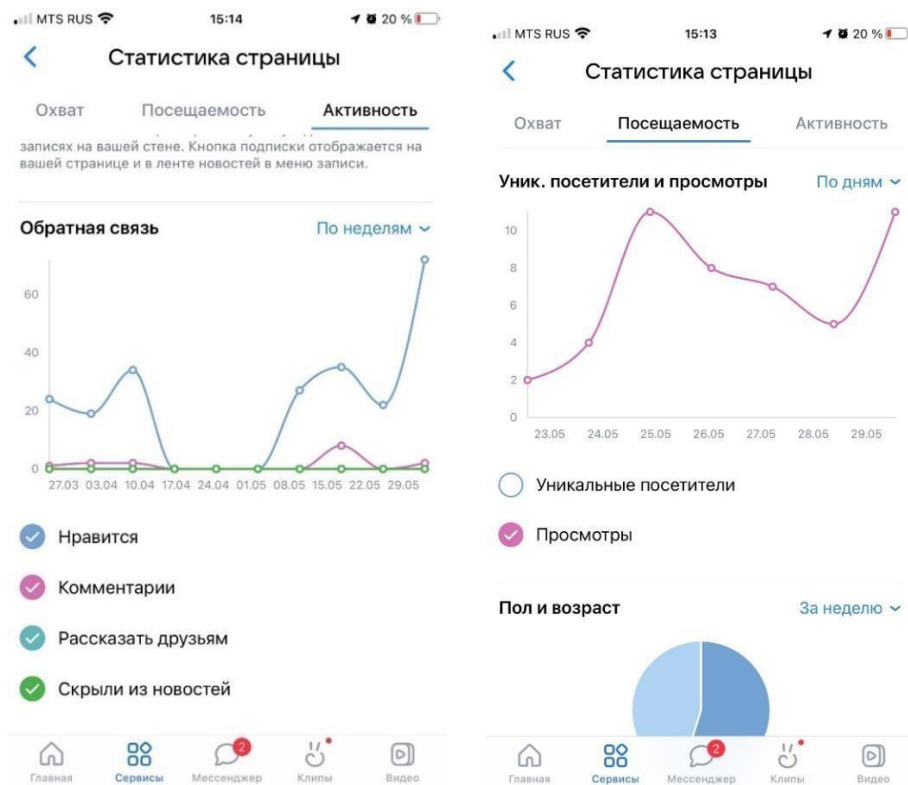 MTS RUS 15:14 20 %
Статистика страницы
Охват Посещаемость Активность
записях на вашей стене. Кнопка подписки отображается на
вашей странице и в ленте новостей в меню записи.
Обратная связь По неделям
60
40
20
0
27.03 03.04 10.04 17.04 24.04 01.05 08.05 15.05 22.05 29.05
Нравится
Комментарии
Рассказать друзьям
Скрыли из новостей
2
Главная Сервисы Мессенджер Клипы Видео
MTS RUS 15:13 20 %
Статистика страницы
Охват Посещаемость Активность
Уник. посетители и просмотры По дням
10
8
6
4
2
0
23.05 24.05 25.05 26.05 27.05 28.05 29.05
Уникальные посетители
Просмотры
Пол и возраст За неделю
2
Главная Сервисы Мессенджер Клипы Видео